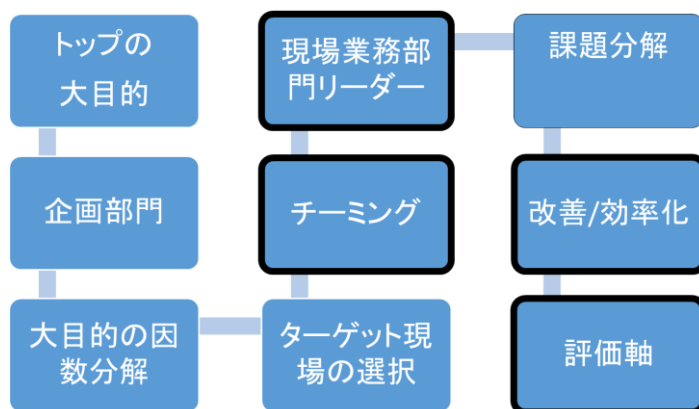 トップの
大目的
企画部門
大目的の因
数分解
ターゲット現
場の選択
チーミング
現場業務部
門リーダー
課題分解
改善/効率化
評価軸